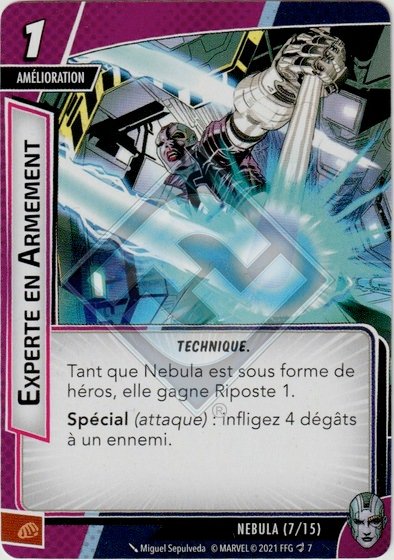 1
AMÉLIORATION
EXPERTE EN ARMEMENT
TECHNIQUE.
Tant que Nebula est sous forme de
héros, elle gagne Riposte 1.
Spécial (attaque) : infligez 4 dégâts
à un ennemi.
®
NEBULA (7/15)
Miguel Sepulveda © MARVEL © 2021 FFG 7